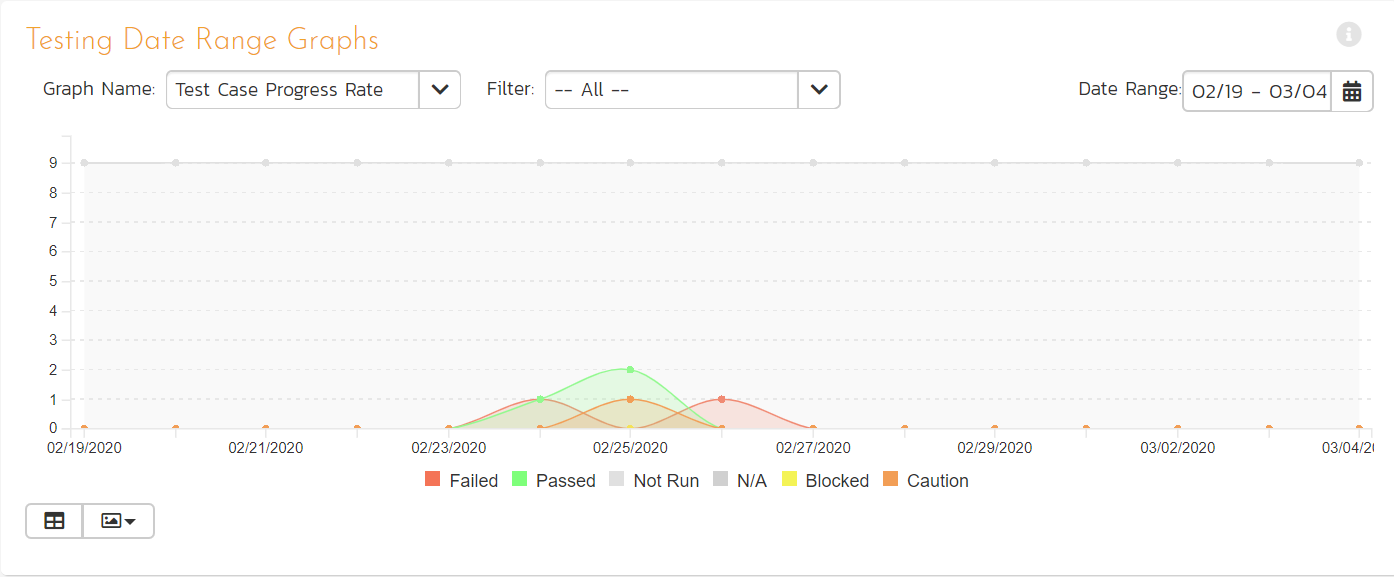 Testing Date Range Graphs
Graph Name: Test Case Progress Rate Filter: -- All -- Date Range: 02/19 - 03/04
9
8
7
6
5
4
3
2
1
0
02/19/2020 02/21/2020 02/23/2020 02/25/2020 02/27/2020 02/29/2020 03/02/2020 03/04/20
Failed Passed Not Run N/A Blocked Caution